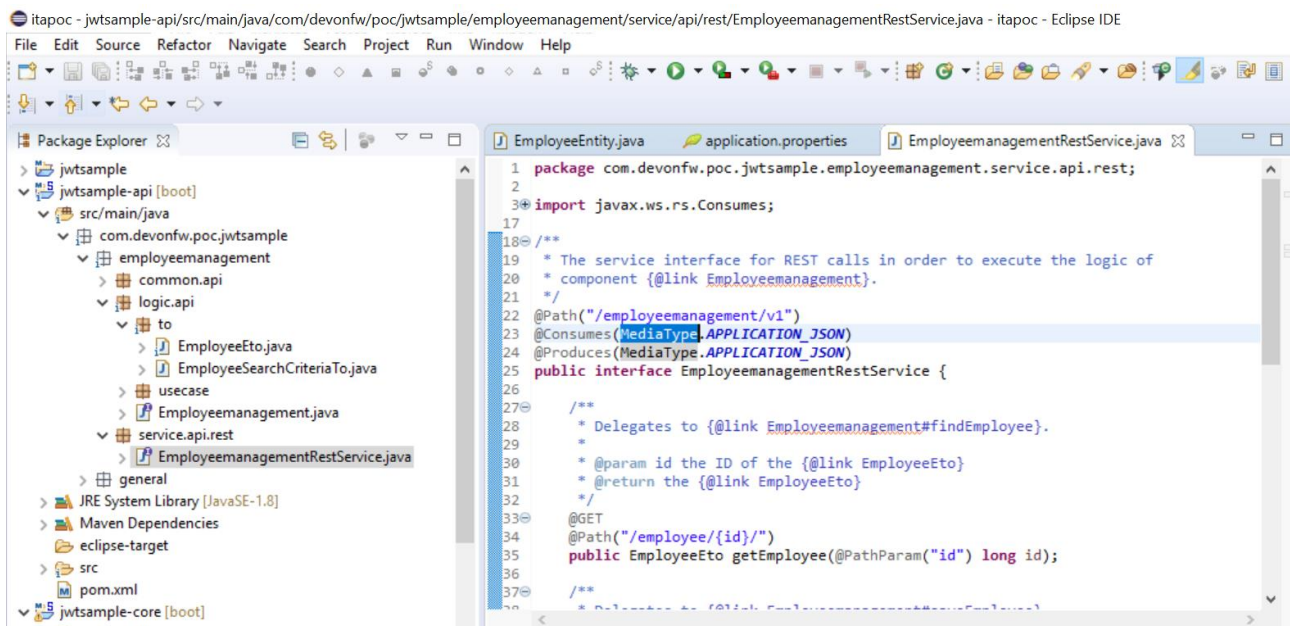 itapoc - jwtsample-api/src/main/java/com/devonfw/poc/jwtsample/employeemanagement/service/api/rest/EmployeemanagementRestService.java - Eclipse IDE
File Edit Source Refactor Navigate Search Project Run Window Help
Package Explorer
jwtsample
jwtsample-api [boot]
src/main/java
com.devonfw.poc.jwtsample
employeemanagement
common.api
logic.api
to
EmployeeEto.java
EmployeeSearchCriteriaTo.java
usecase
Employeemanagement.java
service.api.rest
EmployeemanagementRestService.java
general
JRE System Library [JavaSE-1.8]
Maven Dependencies
eclipse-target
src
pom.xml
jwtsample-core [boot]
EmployeeEntity.java application.properties EmployeemanagementRestService.java
1 package com.devonfw.poc.jwtsample.employeemanagement.service.api.rest;
2
3 import javax.ws.rs.Consumes;
17
18 /**
19 * The service interface for REST calls in order to execute the logic of
20 * component {@link Employeemanagement}.
21 */
22 @Path("/employeemanagement/v1")
23 @Consumes(MediaType.APPLICATION_JSON)
24 @Produces(MediaType.APPLICATION_JSON)
25 public interface EmployeemanagementRestService {
26
27 /**
28 * Delegates to {@link Employeemanagement#findEmployee}.
29 *
30 * @param id the ID of the {@link EmployeeEto}
31 * @return the {@link EmployeeEto}
32 */
33 @GET
34 @Path("/employee/{id}/")
35 public EmployeeEto getEmployee(@PathParam("id") long id);
36
37 /**